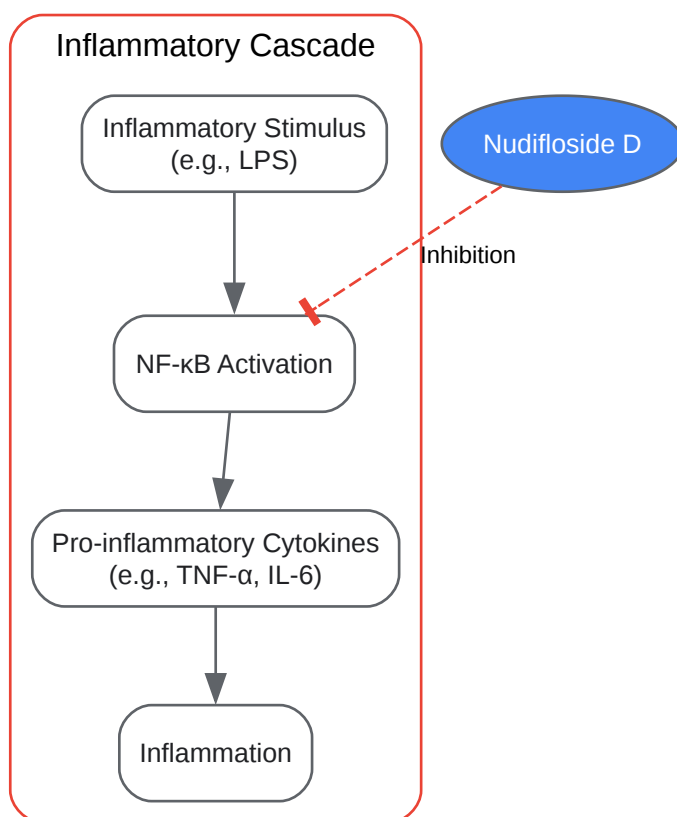 Inflammatory Cascade
Inflammatory Stimulus
(e.g., LPS)
Nudifloside D
Inhibition
NF-κB Activation
Pro-inflammatory Cytokines
(e.g., TNF-α, IL-6)
Inflammation